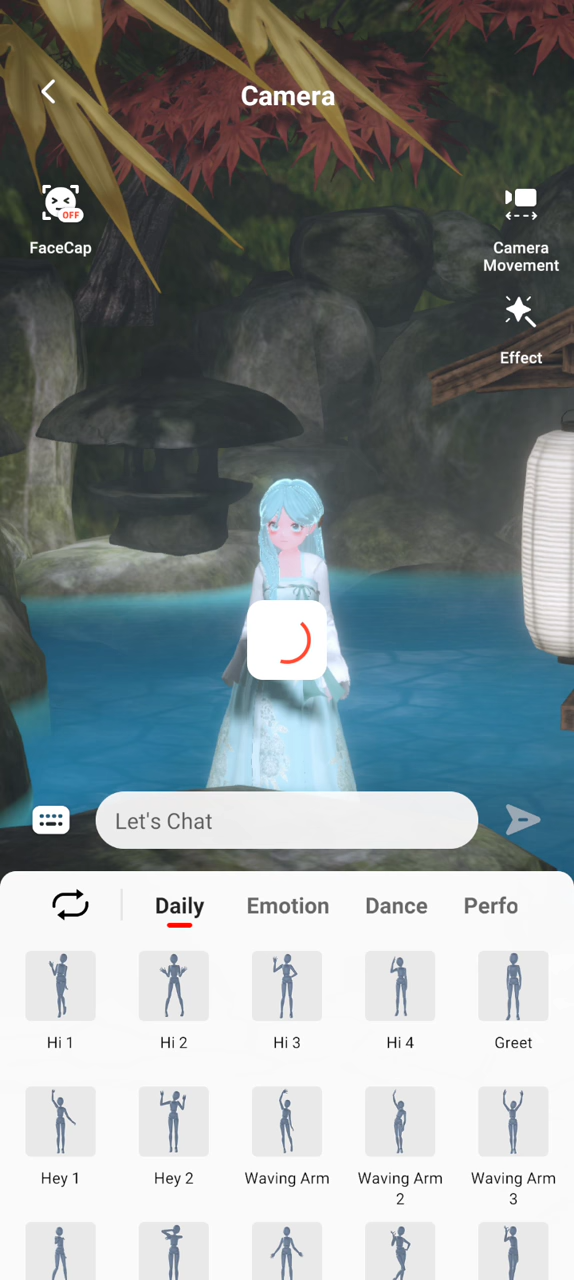 Camera
OFF
FaceCap
Camera
Movement
Effect
Let's Chat
Daily
Emotion
Dance
Perfo
Hi 1
Hi 2
Hi 3
Hi 4
Greet
Hey 1
Hey 2
Waving Arm
Waving Arm
2
Waving Arm
3